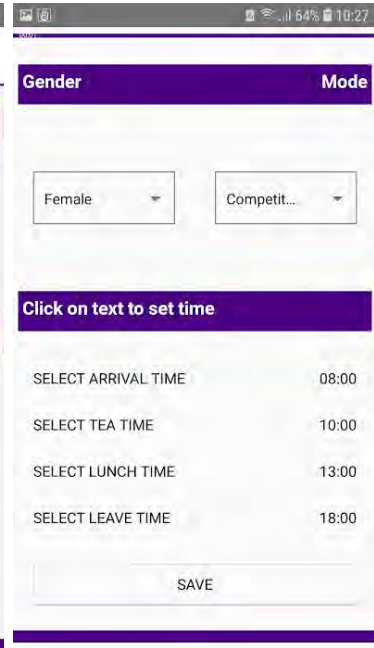 64% 10:27
Gender Mode
Female Competit...
Click on text to set time
SELECT ARRIVAL TIME 08:00
SELECT TEA TIME 10:00
SELECT LUNCH TIME 13:00
SELECT LEAVE TIME 18:00
SAVE